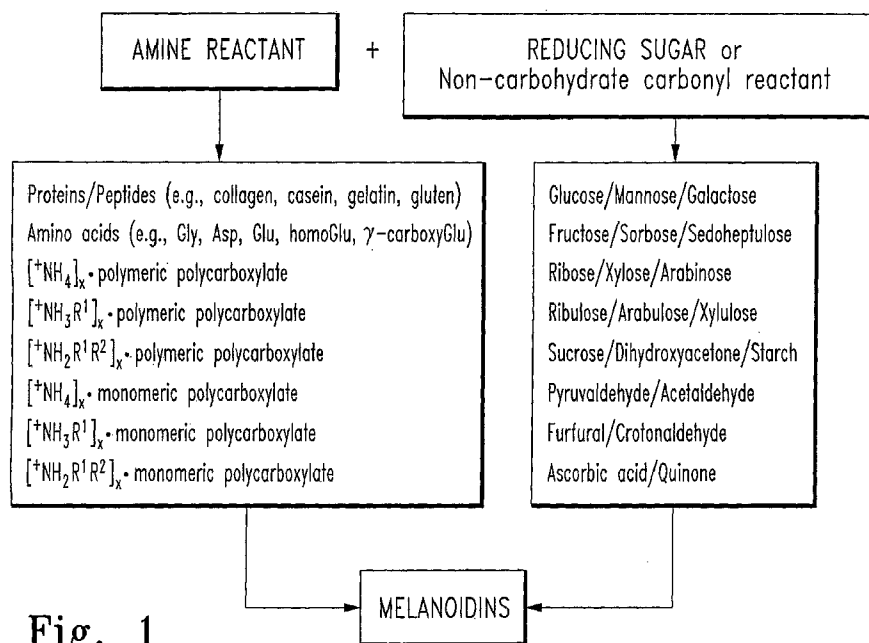 AMINE REACTANT
+
REDUCING SUGAR or
Non-carbohydrate carbonyl reactant
Proteins/Peptides (e.g., collagen, casein, gelatin, gluten)
Amino acids (e.g., Gly, Asp, Glu, homoGlu, γ-carboxyGlu)
[⁺NH₄]ₓ• polymeric polycarboxylate
[⁺NH₃R¹]ₓ• polymeric polycarboxylate
[⁺NH₂R¹R²]ₓ• polymeric polycarboxylate
[⁺NH₄]ₓ• monomeric polycarboxylate
[⁺NH₃R¹]ₓ• monomeric polycarboxylate
[⁺NH₂R¹R²]ₓ• monomeric polycarboxylate
Glucose/Mannose/Galactose
Fructose/Sorbose/Sedoheptulose
Ribose/Xylose/Arabinose
Ribulose/Arabulose/Xylulose
Sucrose/Dihydroxyacetone/Starch
Pyruvaldehyde/Acetaldehyde
Furfural/Crotonaldehyde
Ascorbic acid/Quinone
MELANOIDINS
Fig. 1